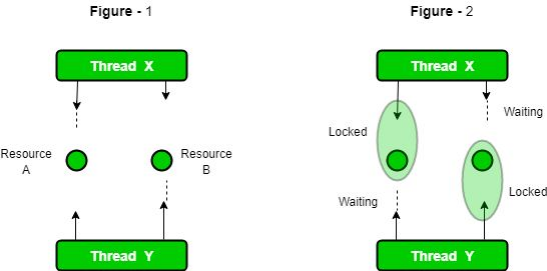 Figure - 1
Figure - 2
Thread X
Thread X
Waiting
Locked
Resource
A
Resource
B
Locked
Waiting
Thread Y
Thread Y